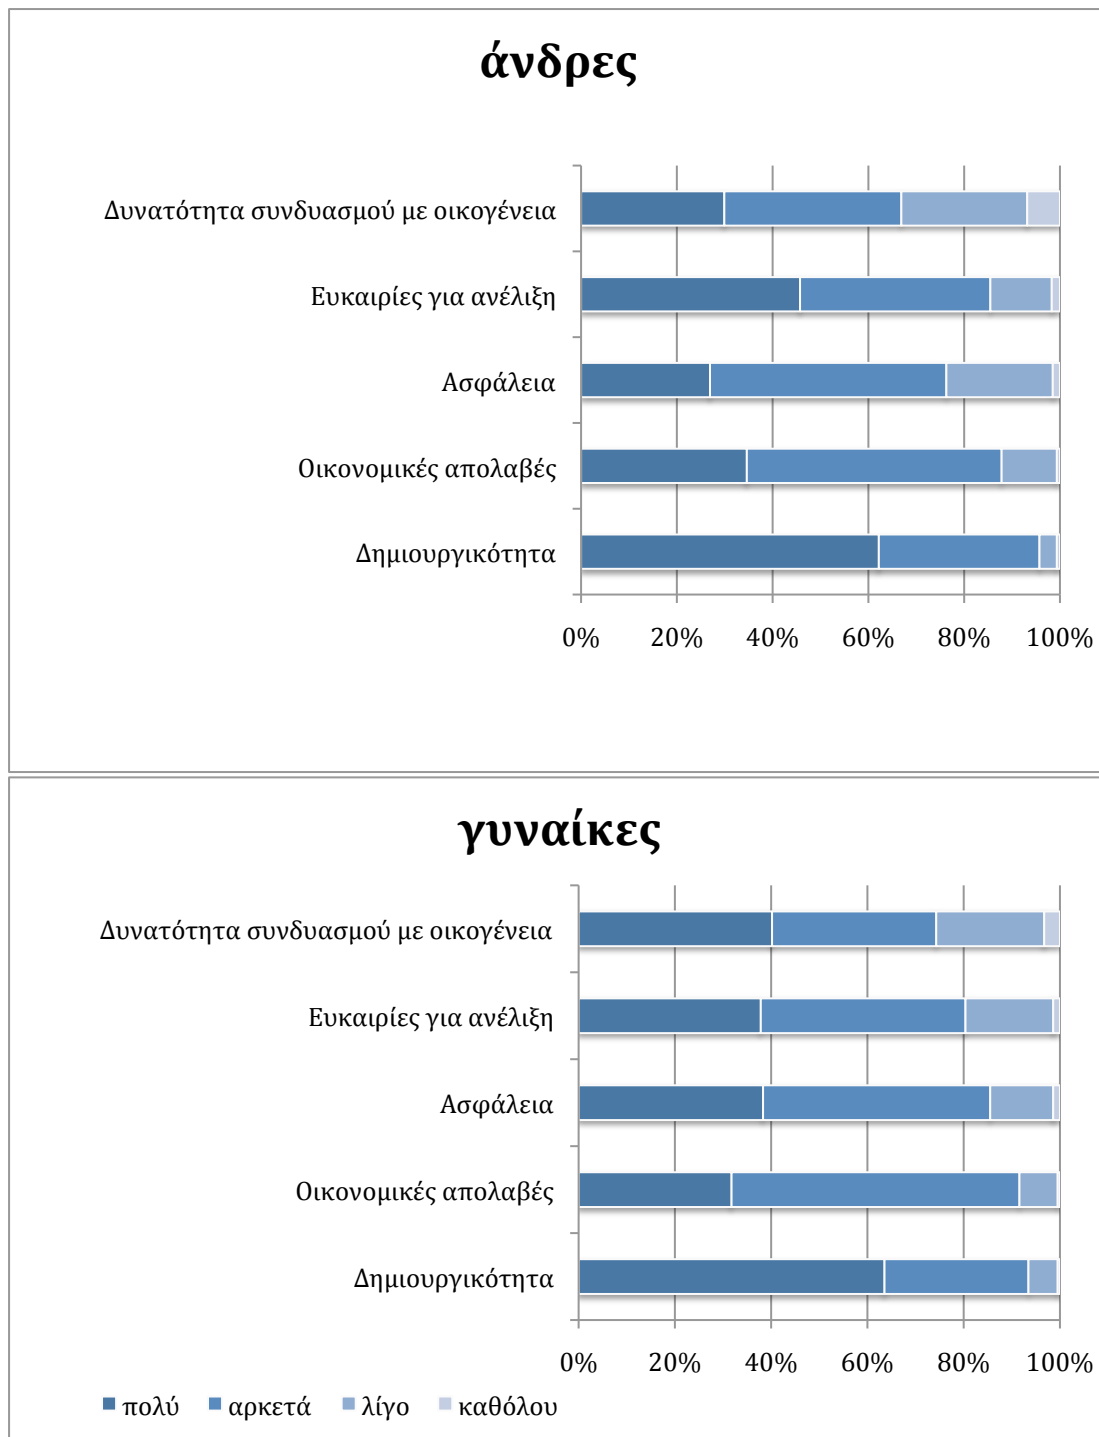 άνδρες
Δυνατότητα συνδυασμού με οικογένεια
Ευκαιρίες για ανέλιξη
Ασφάλεια
Οικονομικές απολαβές
Δημιουργικότητα
0% 20% 40% 60% 80% 100%
γυναίκες
Δυνατότητα συνδυασμού με οικογένεια
Ευκαιρίες για ανέλιξη
Ασφάλεια
Οικονομικές απολαβές
Δημιουργικότητα
0% 20% 40% 60% 80% 100%
πολύ αρκετά λίγο καθόλου